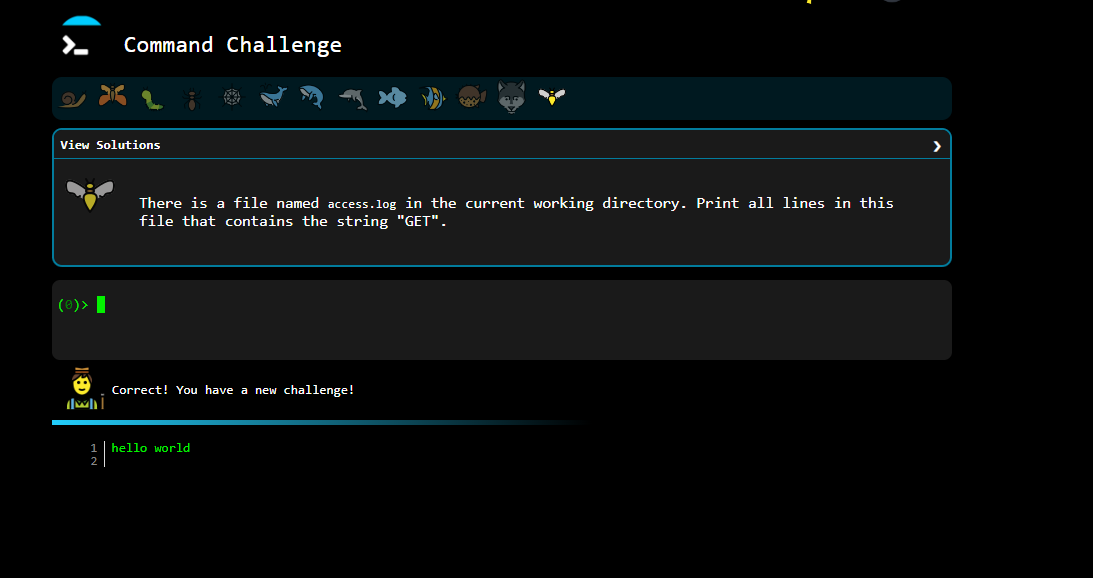 Command Challenge
View Solutions
There is a file named access.log in the current working directory. Print all lines in this
file that contains the string "GET".
(0)>
Correct! You have a new challenge!
1 hello world
2